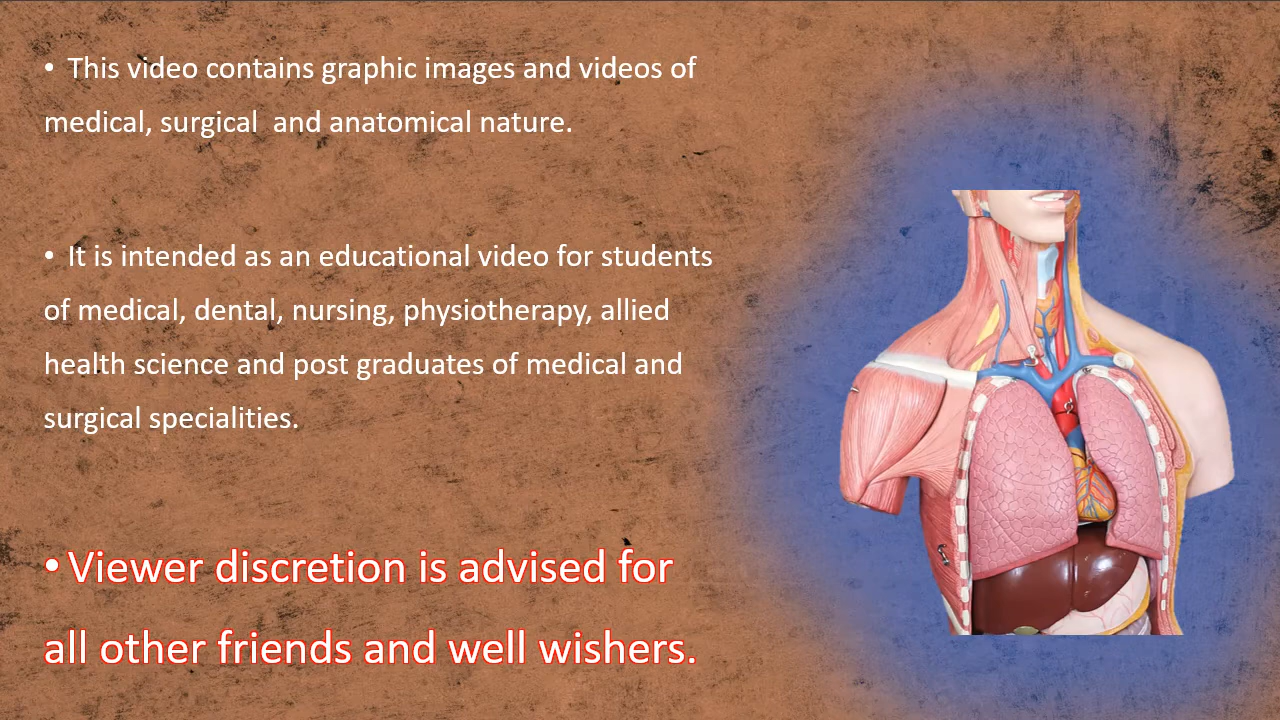 • This video contains graphic images and videos of
medical, surgical  and anatomical nature.
• It is intended as an educational video for students
of medical, dental, nursing, physiotherapy, allied
health science and post graduates of medical and
surgical specialities.
• Viewer discretion is advised for
all other friends and well wishers.